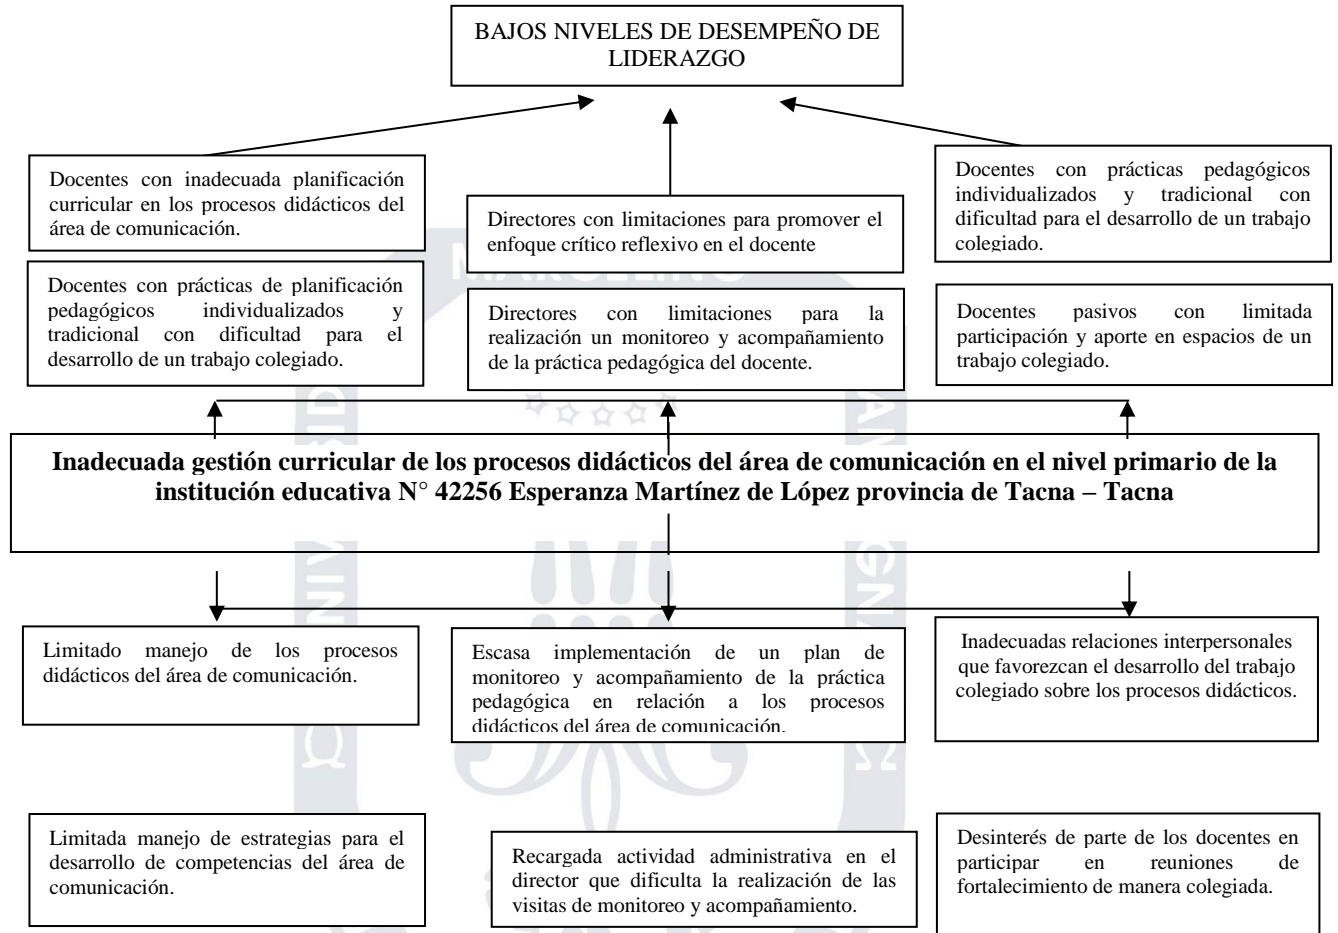 BAJOS NIVELES DE DESEMPEÑO DE
LIDERAZGO
Docentes con inadecuada planificación
curricular en los procesos didácticos del
área de comunicación.
Directores con limitaciones para promover el
enfoque crítico reflexivo en el docente
Docentes con prácticas pedagógicos
individualizados y tradicional con
dificultad para el desarrollo de un trabajo
colegiado.
Docentes con prácticas de planificación
pedagógicos individualizados y
tradicional con dificultad para el
desarrollo de un trabajo colegiado.
Directores con limitaciones para la
realización un monitoreo y acompañamiento
de la práctica pedagógica del docente.
Docentes pasivos con limitada
participación y aporte en espacios de un
trabajo colegiado.
Inadecuada gestión curricular de los procesos didácticos del área de comunicación en el nivel primario de la
institución educativa N° 42256 Esperanza Martínez de López provincia de Tacna – Tacna
Limitado manejo de los procesos
didácticos del área de comunicación.
Escasa implementación de un plan de
monitoreo y acompañamiento de la práctica
pedagógica en relación a los procesos
didácticos del área de comunicación.
Inadecuadas relaciones interpersonales
que favorezcan el desarrollo del trabajo
colegiado sobre los procesos didácticos.
Limitada manejo de estrategias para el
desarrollo de competencias del área de
comunicación.
Recargada actividad administrativa en el
director que dificulta la realización de las
visitas de monitoreo y acompañamiento.
Desinterés de parte de los docentes en
participar en reuniones de
fortalecimiento de manera colegiada.